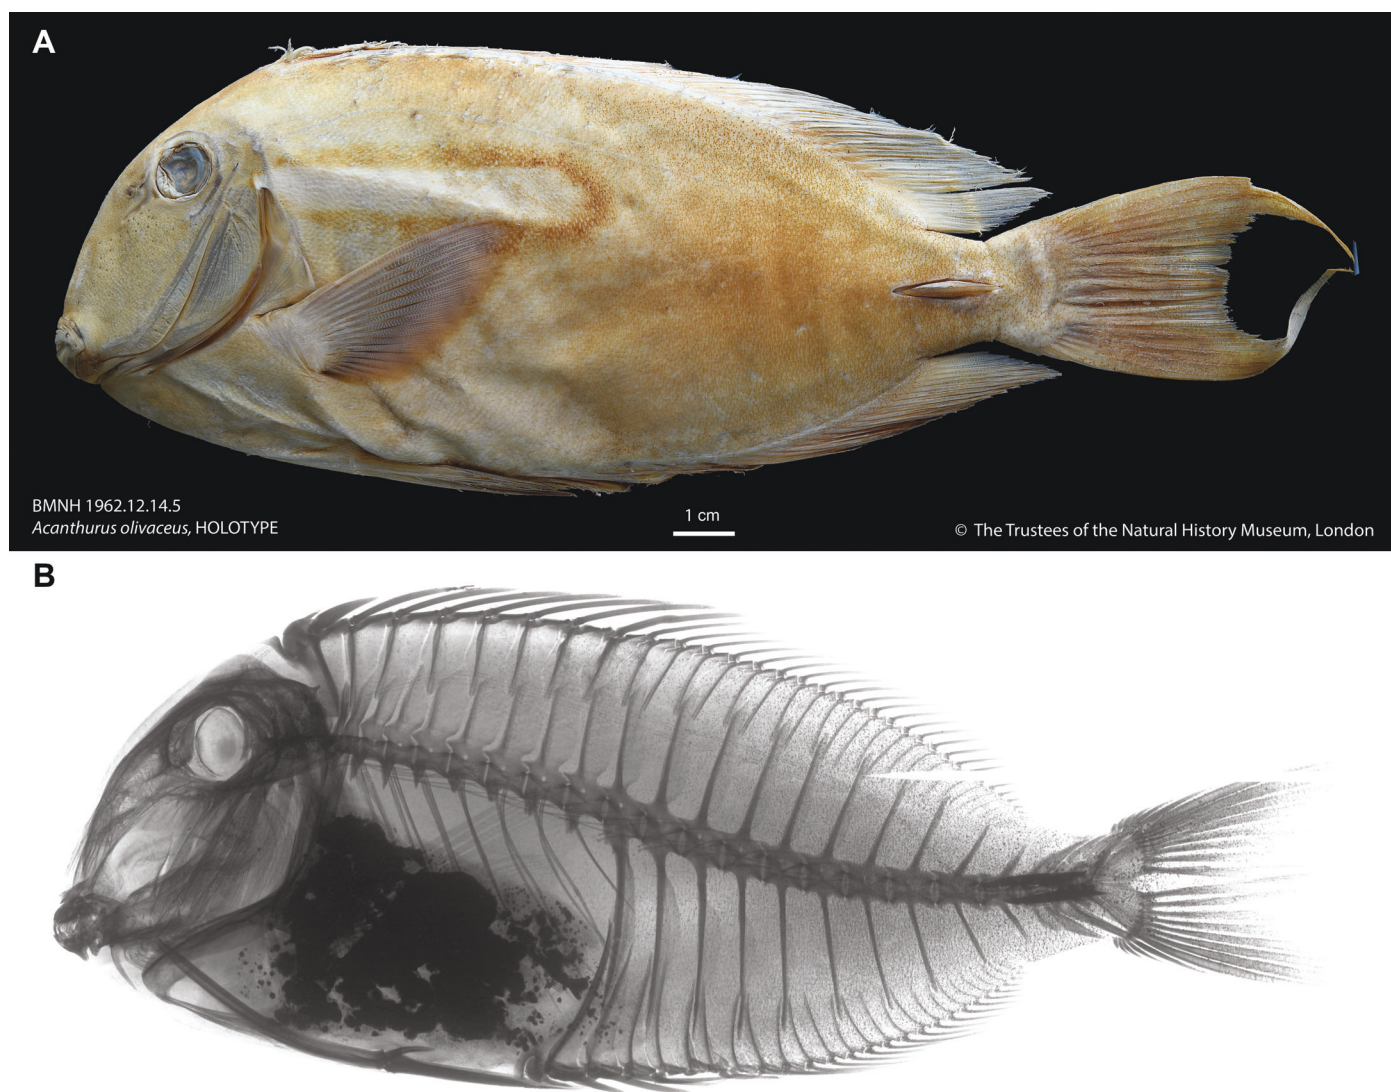 A
BMNH 1962.12.14.5
Acanthurus olivaceus, HOLOTYPE
1 cm
© The Trustees of the Natural History Museum, London
B